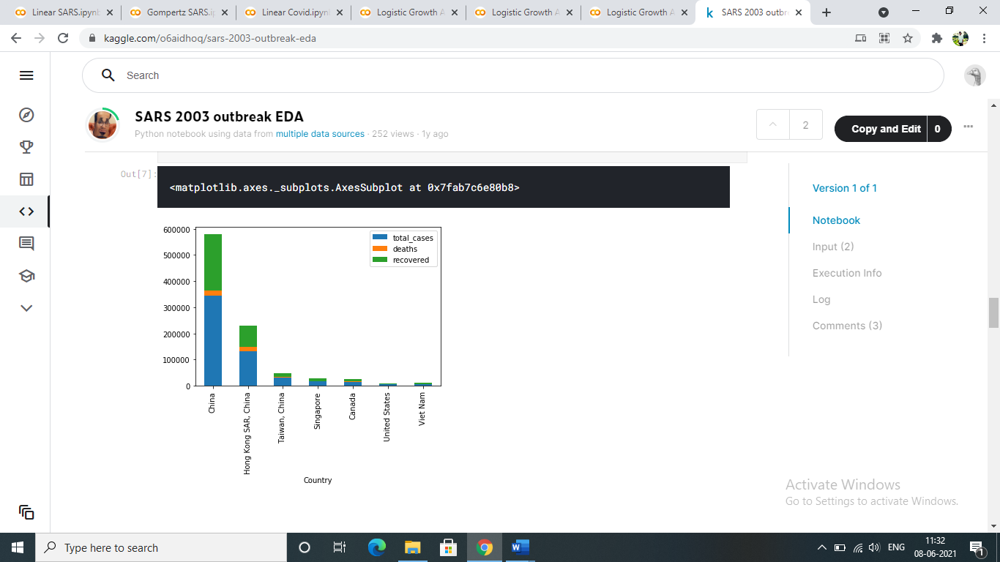 Linear SARS.ipynb
Gompertz SARS.ip
Linear Covid.ipynb
Logistic Growth A
Logistic Growth A
Logistic Growth A
SARS 2003 outbr
kaggle.com/o6aidhoq/sars-2003-outbreak-eda
Search
SARS 2003 outbreak EDA
Python notebook using data from multiple data sources · 252 views · 1y ago
2
Copy and Edit 0
Out[7]:
<matplotlib.axes._subplots.AxesSubplot at 0x7fab7c6e80b8>
Version 1 of 1
Notebook
Input (2)
Execution Info
Log
Comments (3)
600000
500000
400000
300000
200000
100000
0
total_cases
deaths
recovered
China
Hong Kong SAR, China
Taiwan, China
Singapore
Canada
United States
Viet Nam
Country
Activate Windows
Go to Settings to activate Windows.
Type here to search
ENG
11:32
08-06-2021
1